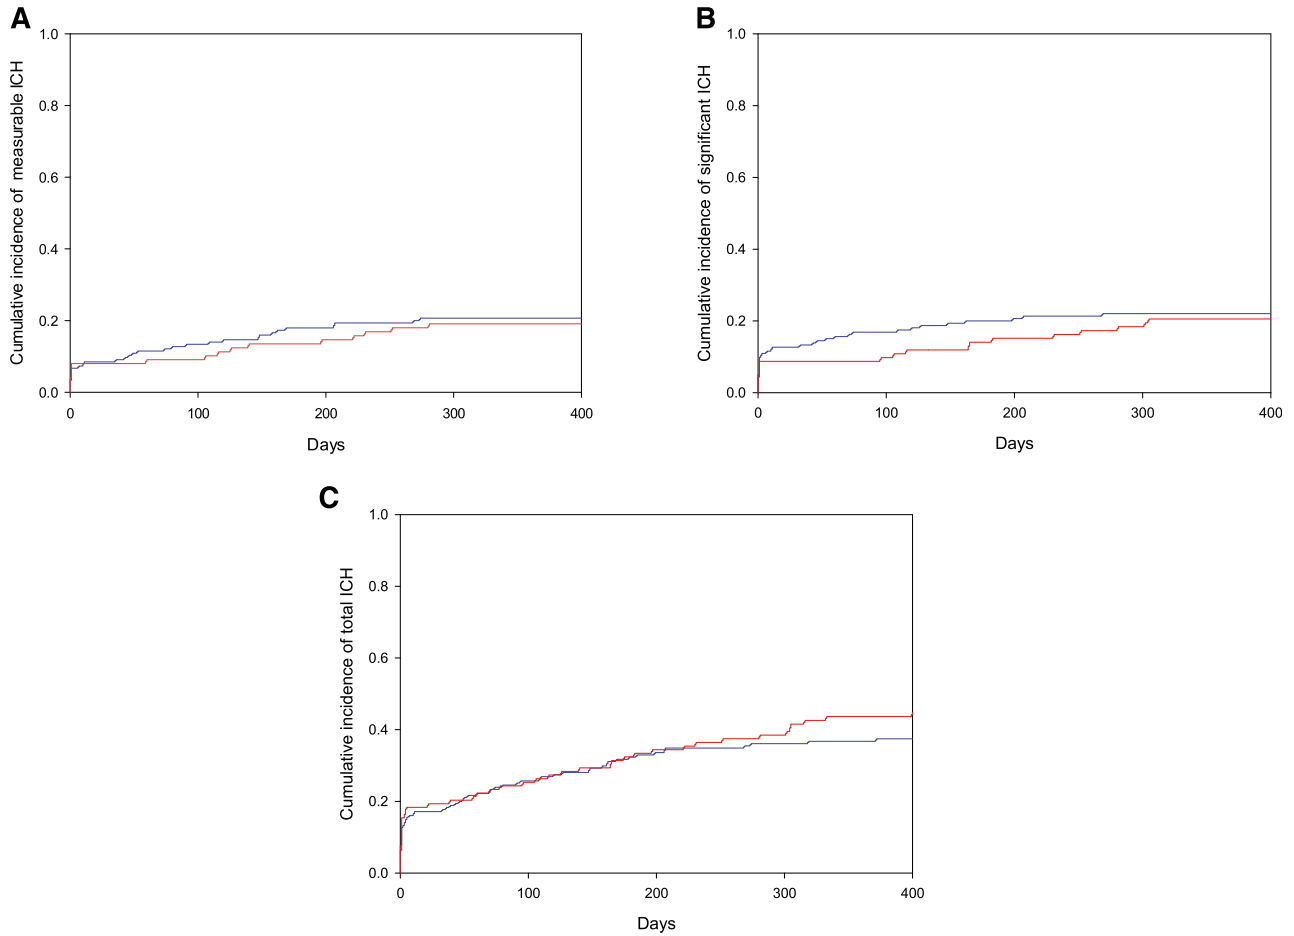 A
Cumulative incidence of measurable ICH
1.0
0.8
0.6
0.4
0.2
0.0
0 100 200 300 400
Days
B
Cumulative incidence of significant ICH
1.0
0.8
0.6
0.4
0.2
0.0
0 100 200 300 400
Days
C
Cumulative incidence of total ICH
1.0
0.8
0.6
0.4
0.2
0.0
0 100 200 300 400
Days